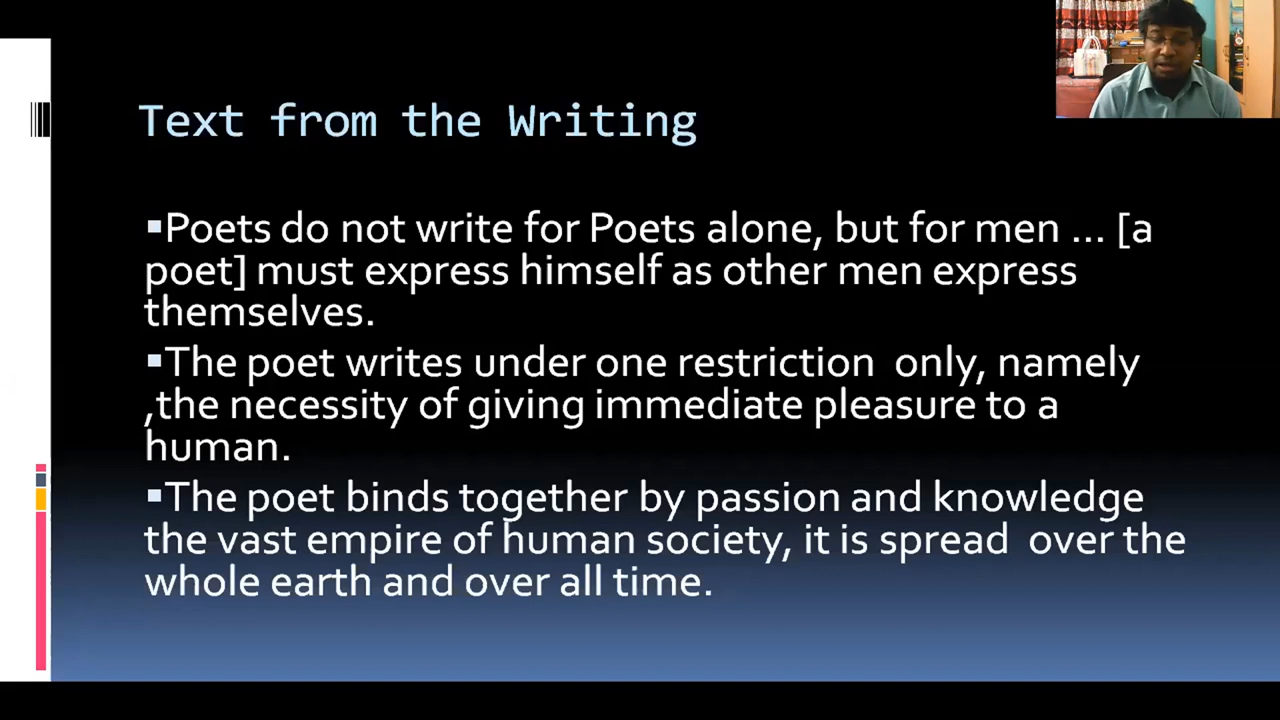 Text from the Writing
▪Poets do not write for Poets alone, but for men ... [a
poet] must express himself as other men express
themselves.
▪The poet writes under one restriction only, namely
,the necessity of giving immediate pleasure to a
human.
▪The poet binds together by passion and knowledge
the vast empire of human society, it is spread over the
whole earth and over all time.